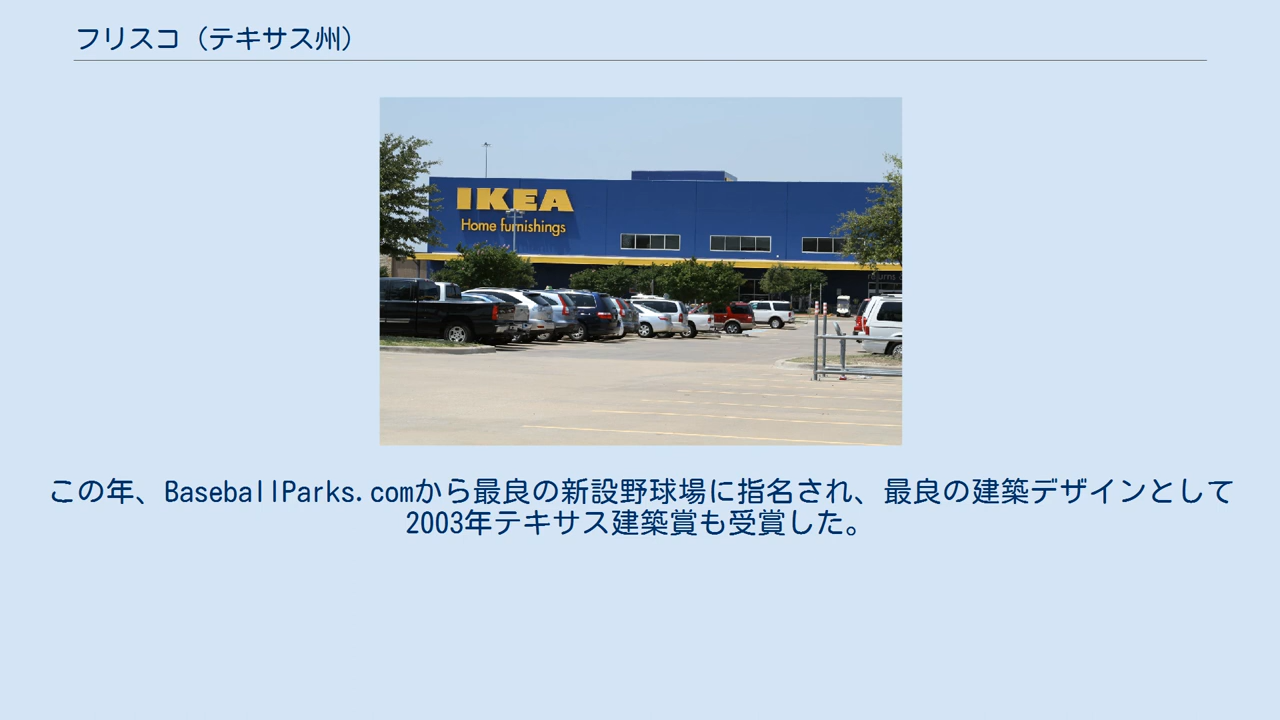 フリスコ（テキサス州）
IKEA
Home furnishings
この年、BaseballParks.comから最良の新設野球場に指名され、最良の建築デザインとして
2003年テキサス建築賞も受賞した。